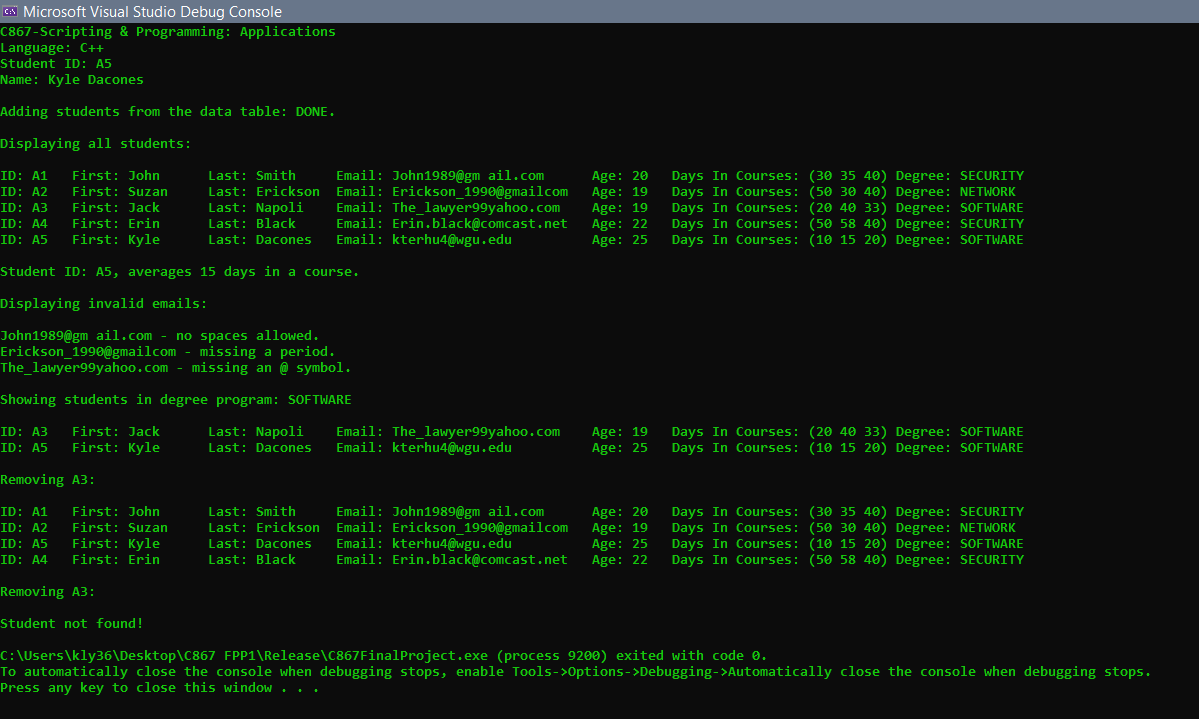 Microsoft Visual Studio Debug Console
C867-Scripting & Programming: Applications
Language: C++
Student ID: A5
Name: Kyle Dacones
Adding students from the data table: DONE.
Displaying all students:
ID: A1   First: John      Last: Smith     Email: John1989@gm ail.com      Age: 20   Days In Courses: (30 35 40) Degree: SECURITY
ID: A2   First: Suzan     Last: Erickson  Email: Erickson_1990@gmailcom   Age: 19   Days In Courses: (50 30 40) Degree: NETWORK
ID: A3   First: Jack      Last: Napoli    Email: The_lawyer99yahoo.com    Age: 19   Days In Courses: (20 40 33) Degree: SOFTWARE
ID: A4   First: Erin      Last: Black     Email: Erin.black@comcast.net   Age: 22   Days In Courses: (50 58 40) Degree: SECURITY
ID: A5   First: Kyle      Last: Dacones   Email: kterhu4@wgu.edu          Age: 25   Days In Courses: (10 15 20) Degree: SOFTWARE
Student ID: A5, averages 15 days in a course.
Displaying invalid emails:
John1989@gm ail.com - no spaces allowed.
Erickson_1990@gmailcom - missing a period.
The_lawyer99yahoo.com - missing an @ symbol.
Showing students in degree program: SOFTWARE
ID: A3   First: Jack      Last: Napoli    Email: The_lawyer99yahoo.com    Age: 19   Days In Courses: (20 40 33) Degree: SOFTWARE
ID: A5   First: Kyle      Last: Dacones   Email: kterhu4@wgu.edu          Age: 25   Days In Courses: (10 15 20) Degree: SOFTWARE
Removing A3:
ID: A1   First: John      Last: Smith     Email: John1989@gm ail.com      Age: 20   Days In Courses: (30 35 40) Degree: SECURITY
ID: A2   First: Suzan     Last: Erickson  Email: Erickson_1990@gmailcom   Age: 19   Days In Courses: (50 30 40) Degree: NETWORK
ID: A5   First: Kyle      Last: Dacones   Email: kterhu4@wgu.edu          Age: 25   Days In Courses: (10 15 20) Degree: SOFTWARE
ID: A4   First: Erin      Last: Black     Email: Erin.black@comcast.net   Age: 22   Days In Courses: (50 58 40) Degree: SECURITY
Removing A3:
Student not found!
C:\Users\kly36\Desktop\C867 FPP1\Release\C867FinalProject.exe (process 9200) exited with code 0.
To automatically close the console when debugging stops, enable Tools->Options->Debugging->Automatically close the console when debugging stops.
Press any key to close this window . . .